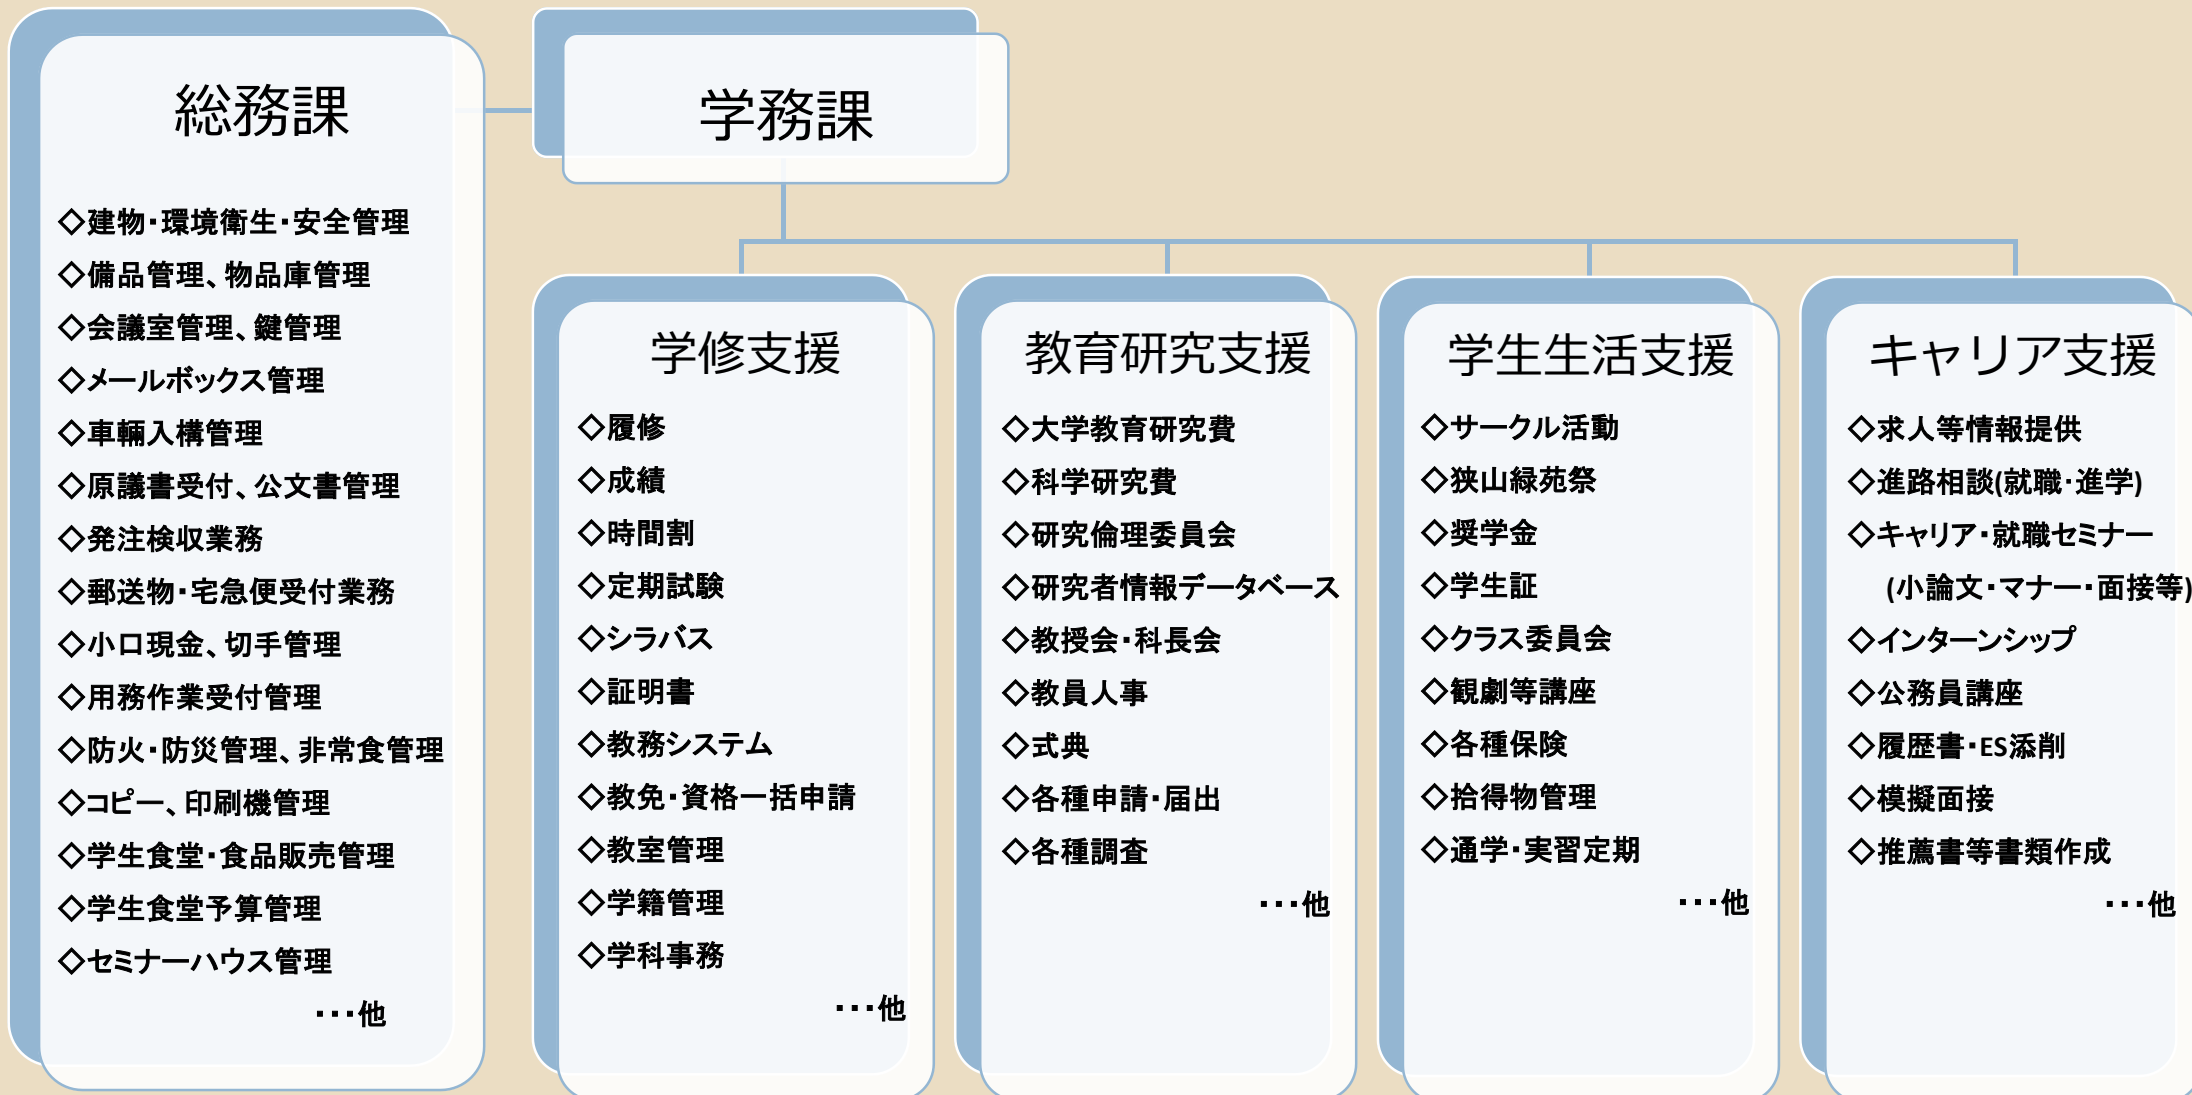 総務課
◇建物・環境衛生・安全管理
◇備品管理、物品庫管理
◇会議室管理、鍵管理
◇メールボックス管理
◇車輛入構管理
◇原議書受付、公文書管理
◇発注検収業務
◇郵送物・宅急便受付業務
◇小口現金、切手管理
◇用務作業受付管理
◇防火・防災管理、非常食管理
◇コピー、印刷機管理
◇学生食堂・食品販売管理
◇学生食堂予算管理
◇セミナーハウス管理
・・・他
学務課
学修支援
◇履修
◇成績
◇時間割
◇定期試験
◇シラバス
◇証明書
◇教務システム
◇教免・資格一括申請
◇教室管理
◇学籍管理
◇学科事務
・・・他
教育研究支援
◇大学教育研究費
◇科学研究費
◇研究倫理委員会
◇研究者情報データベース
◇教授会・科長会
◇教員人事
◇式典
◇各種申請・届出
◇各種調査
・・・他
学生生活支援
◇サークル活動
◇狭山緑苑祭
◇奨学金
◇学生証
◇クラス委員会
◇観劇等講座
◇各種保険
◇拾得物管理
◇通学・実習定期
・・・他
キャリア支援
◇求人等情報提供
◇進路相談(就職・進学)
◇キャリア・就職セミナー
(小論文・マナー・面接等)
◇インターンシップ
◇公務員講座
◇履歴書・ES添削
◇模擬面接
◇推薦書等書類作成
・・・他